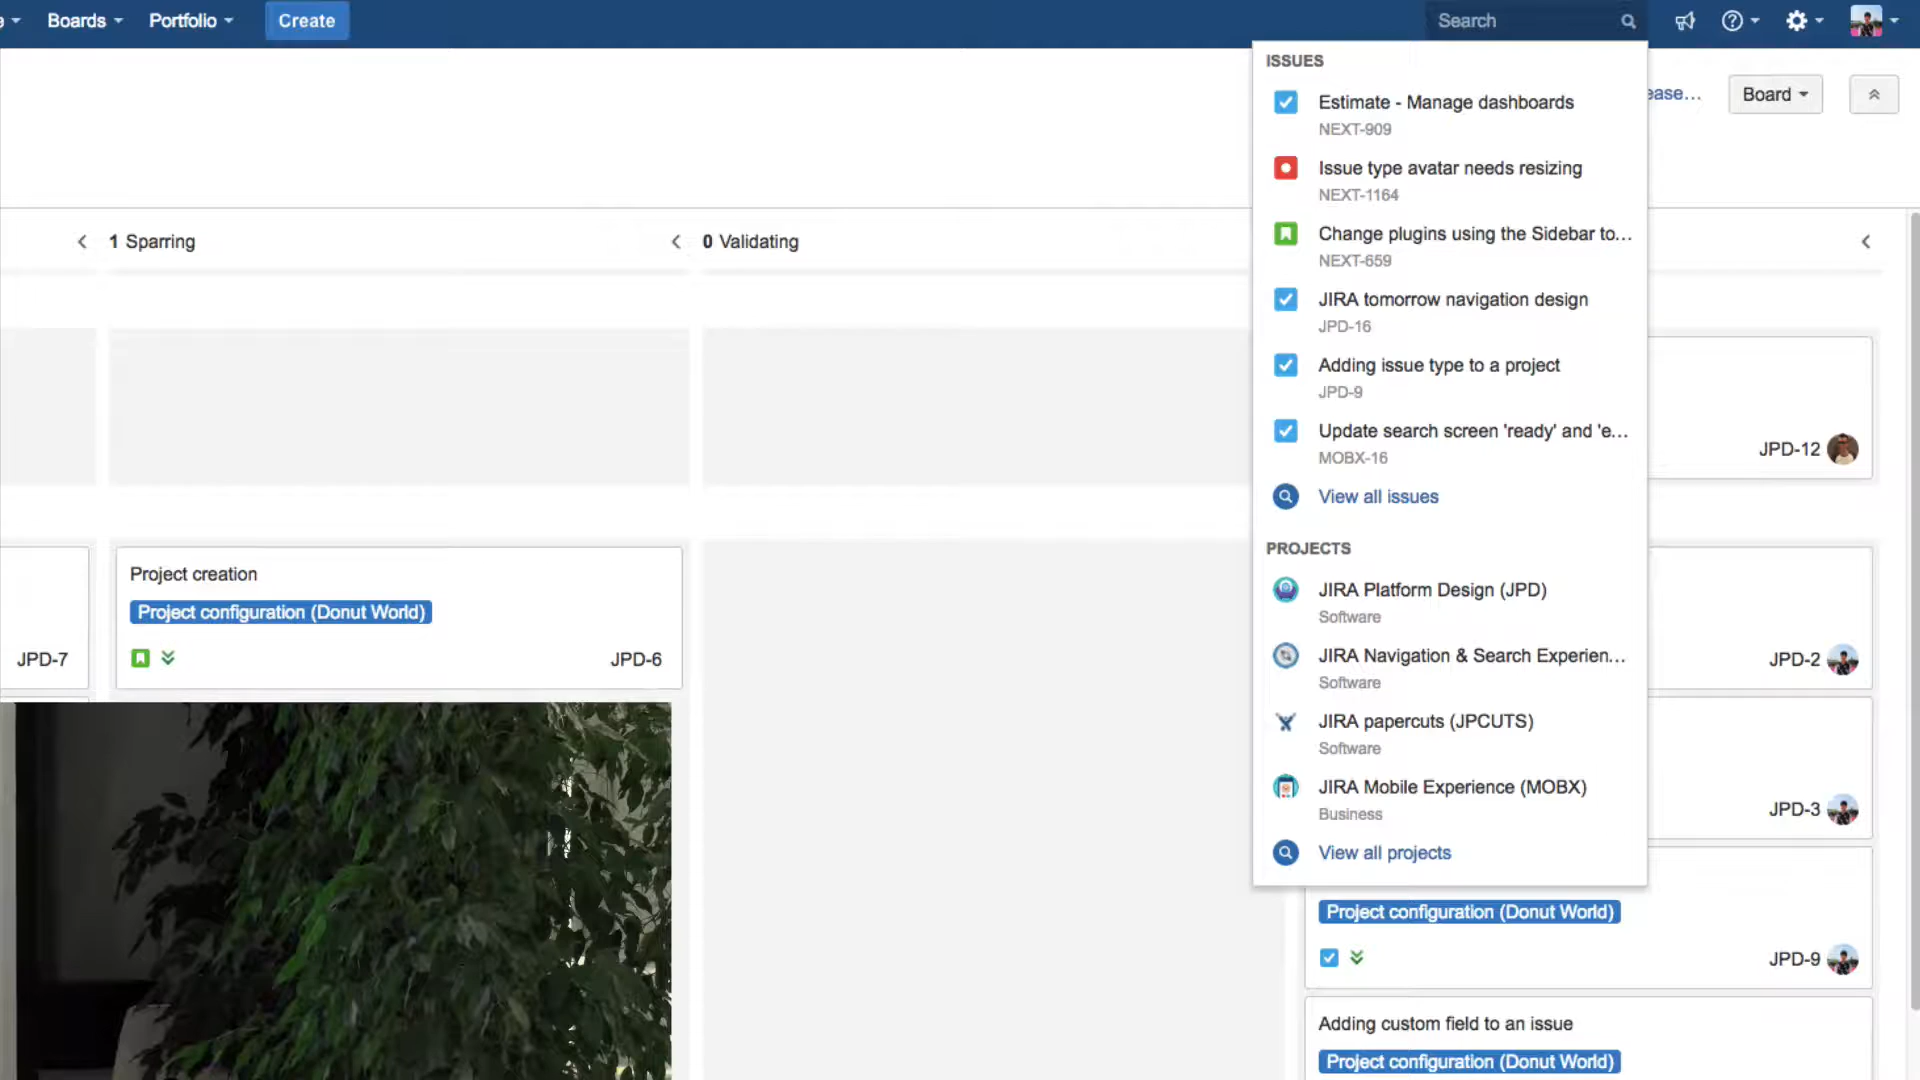 Boards
Portfolio
Create
Search
ISSUES
Estimate - Manage dashboards
NEXT-909
Issue type avatar needs resizing
NEXT-1164
Change plugins using the Sidebar to...
NEXT-659
JIRA tomorrow navigation design
JPD-16
Adding issue type to a project
JPD-9
Update search screen 'ready' and 'e...
MOBX-16
View all issues
PROJECTS
JIRA Platform Design (JPD)
Software
JIRA Navigation & Search Experien...
Software
JIRA papercuts (JPCUTS)
Software
JIRA Mobile Experience (MOBX)
Business
View all projects
ease...
Board
1 Sparring
0 Validating
JPD-12
JPD-7
Project creation
Project configuration (Donut World)
JPD-6
JPD-2
JPD-3
Project configuration (Donut World)
JPD-9
Adding custom field to an issue
Project configuration (Donut World)